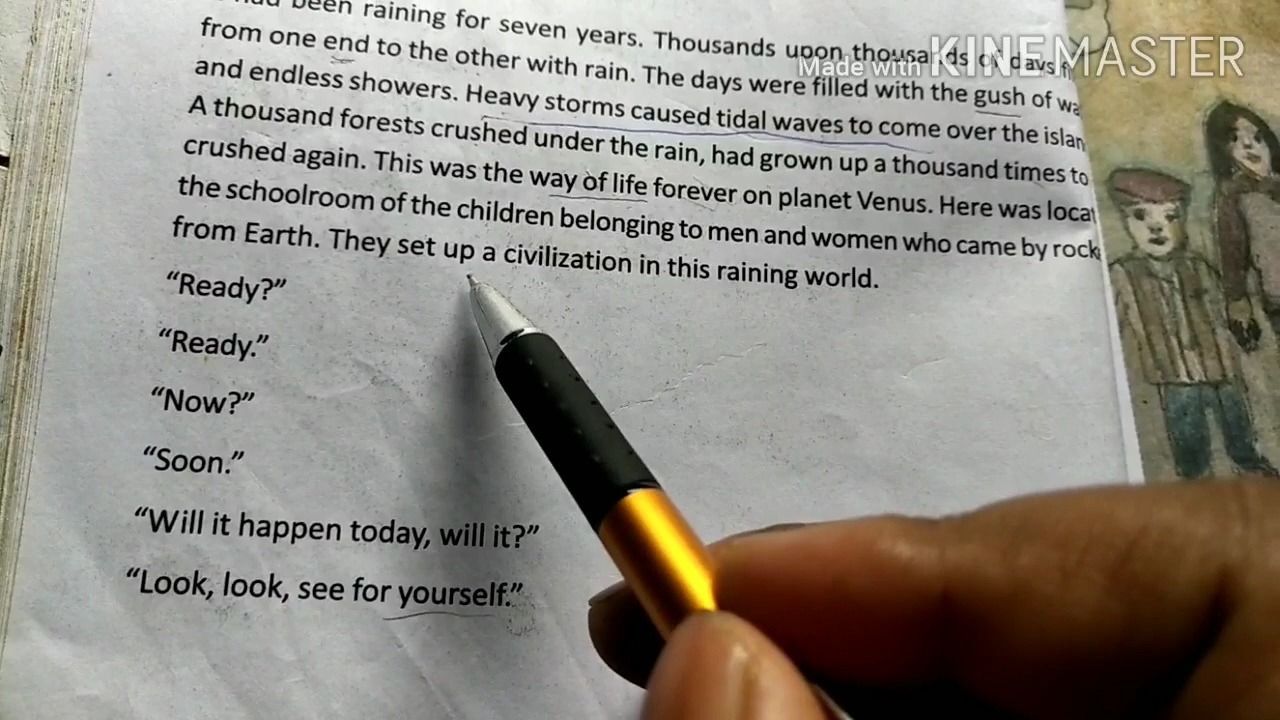 been raining for seven years. Thousands upon thousands of days
from one end to the other with rain. The days were filled with the gush of wa
and endless showers. Heavy storms caused tidal waves to come over the islan
A thousand forests crushed under the rain, had grown up a thousand times to
crushed again. This was the way of life forever on planet Venus. Here was locat
the schoolroom of the children belonging to men and women who came by rock
from Earth. They set up a civilization in this raining world.
“Ready?”
“Ready.”
“Now?”
“Soon.”
“Will it happen today, will it?”
“Look, look, see for yourself.”
Made with KINEMASTER